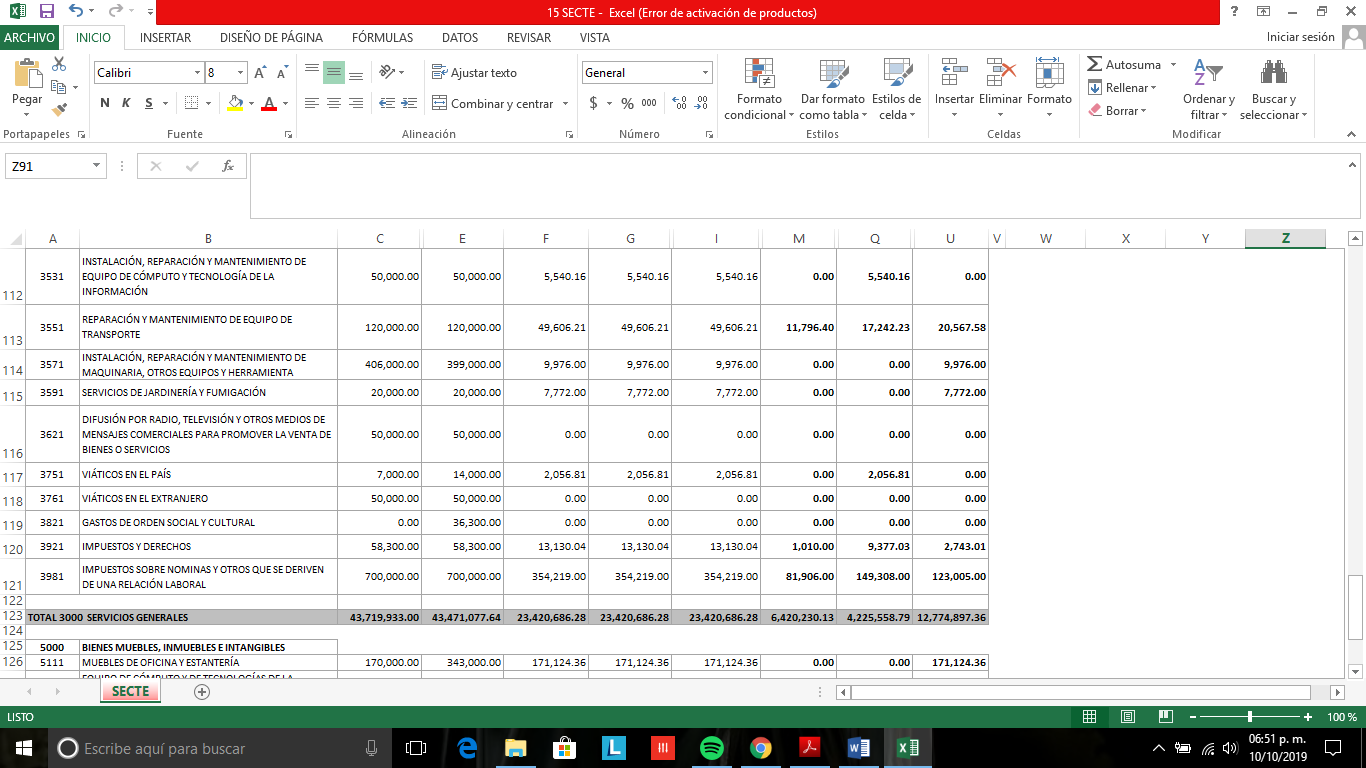 15 SECTE - Excel (Error de activación de productos)
ARCHIVO INICIO INSERTAR DISEÑO DE PÁGINA FÓRMULAS DATOS REVISAR VISTA Iniciar sesión
Pegar
Portapapeles
Calibri 8
N K S
Fuente
Ajustar texto
Combinar y centrar
Alineación
General
$ % 000
Número
Formato condicional
Dar formato como tabla
Estilos de celda
Estilos
Insertar Eliminar Formato
Celdas
Autosuma
Rellenar
Borrar
Ordenar y filtrar
Buscar y seleccionar
Modificar
Z91 fx
A B C E F G I M Q U V W X Y Z
112 3531 INSTALACIÓN, REPARACIÓN Y MANTENIMIENTO DE
EQUIPO DE CÓMPUTO Y TECNOLOGÍA DE LA
INFORMACIÓN 50,000.00 50,000.00 5,540.16 5,540.16 5,540.16 0.00 5,540.16 0.00
113 3551 REPARACIÓN Y MANTENIMIENTO DE EQUIPO DE
TRANSPORTE 120,000.00 120,000.00 49,606.21 49,606.21 49,606.21 11,796.40 17,242.23 20,567.58
114 3571 INSTALACIÓN, REPARACIÓN Y MANTENIMIENTO DE
MAQUINARIA, OTROS EQUIPOS Y HERRAMIENTA 406,000.00 399,000.00 9,976.00 9,976.00 9,976.00 0.00 0.00 9,976.00
115 3591 SERVICIOS DE JARDINERÍA Y FUMIGACIÓN 20,000.00 20,000.00 7,772.00 7,772.00 7,772.00 0.00 0.00 7,772.00
116 3621 DIFUSIÓN POR RADIO, TELEVISIÓN Y OTROS MEDIOS DE
MENSAJES COMERCIALES PARA PROMOVER LA VENTA DE
BIENES O SERVICIOS 50,000.00 50,000.00 0.00 0.00 0.00 0.00 0.00 0.00
117 3751 VIÁTICOS EN EL PAÍS 7,000.00 14,000.00 2,056.81 2,056.81 2,056.81 0.00 2,056.81 0.00
118 3761 VIÁTICOS EN EL EXTRANJERO 50,000.00 50,000.00 0.00 0.00 0.00 0.00 0.00 0.00
119 3821 GASTOS DE ORDEN SOCIAL Y CULTURAL 0.00 36,300.00 0.00 0.00 0.00 0.00 0.00 0.00
120 3921 IMPUESTOS Y DERECHOS 58,300.00 58,300.00 13,130.04 13,130.04 13,130.04 1,010.00 9,377.03 2,743.01
121 3981 IMPUESTOS SOBRE NOMINAS Y OTROS QUE SE DERIVEN
DE UNA RELACIÓN LABORAL 700,000.00 700,000.00 354,219.00 354,219.00 354,219.00 81,906.00 149,308.00 123,005.00
122
123 TOTAL 3000 SERVICIOS GENERALES 43,719,933.00 43,471,077.64 23,420,686.28 23,420,686.28 23,420,686.28 6,420,230.13 4,225,558.79 12,774,897.36
124
125 5000 BIENES MUEBLES, INMUEBLES E INTANGIBLES
126 5111 MUEBLES DE OFICINA Y ESTANTERÍA 170,000.00 343,000.00 171,124.36 171,124.36 171,124.36 0.00 0.00 171,124.36
EQUIPO DE CÓMPUTO Y DE TECNOLOGÍAS DE LA
SECTE
LISTO 100 %
Escribe aquí para buscar
06:51 p. m.
10/10/2019